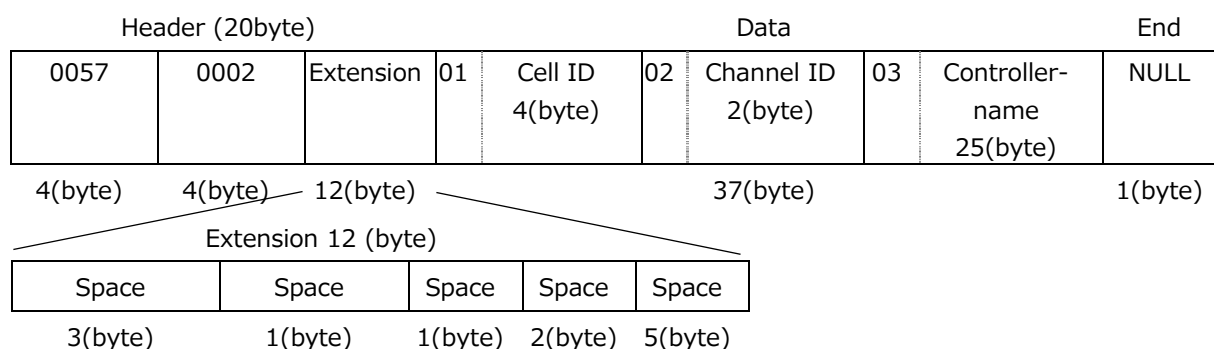 Header (20byte) Data End
0057 0002 Extension 01 Cell ID 02 Channel ID 03 Controller- NULL
4(byte) 2(byte) name
25(byte)
4(byte) 4(byte) 12(byte) 37(byte) 1(byte)
Extension 12 (byte)
Space Space Space Space Space
3(byte) 1(byte) 1(byte) 2(byte) 5(byte)